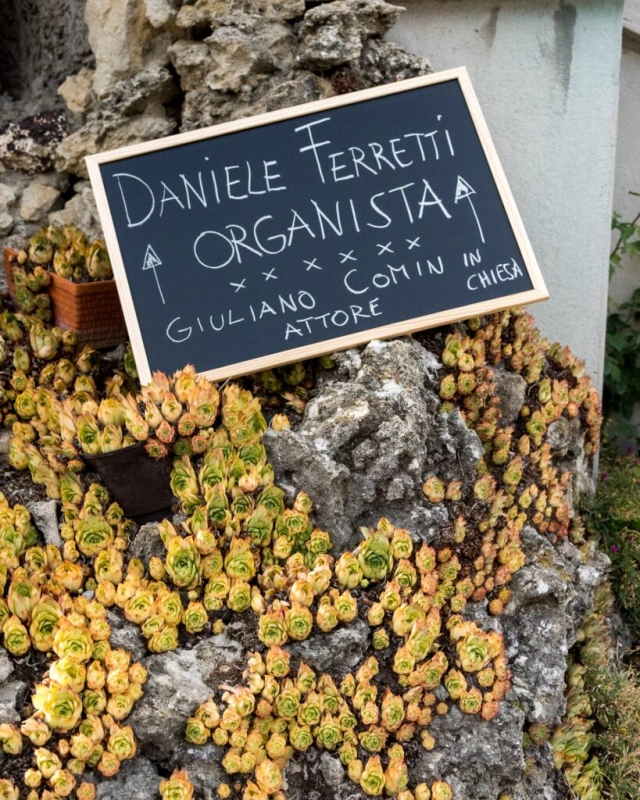 DANiELE FERRETTi
ORGANISTA
x x x x x x
GIULIANO COMIN IN CHIESA
ATTORE